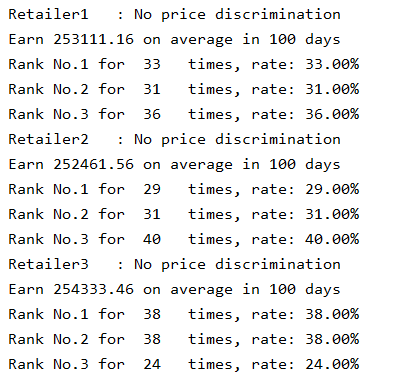 Retailer1   : No price discrimination
Earn 253111.16 on average in 100 days
Rank No.1 for  33   times, rate: 33.00%
Rank No.2 for  31   times, rate: 31.00%
Rank No.3 for  36   times, rate: 36.00%
Retailer2   : No price discrimination
Earn 252461.56 on average in 100 days
Rank No.1 for  29   times, rate: 29.00%
Rank No.2 for  31   times, rate: 31.00%
Rank No.3 for  40   times, rate: 40.00%
Retailer3   : No price discrimination
Earn 254333.46 on average in 100 days
Rank No.1 for  38   times, rate: 38.00%
Rank No.2 for  38   times, rate: 38.00%
Rank No.3 for  24   times, rate: 24.00%